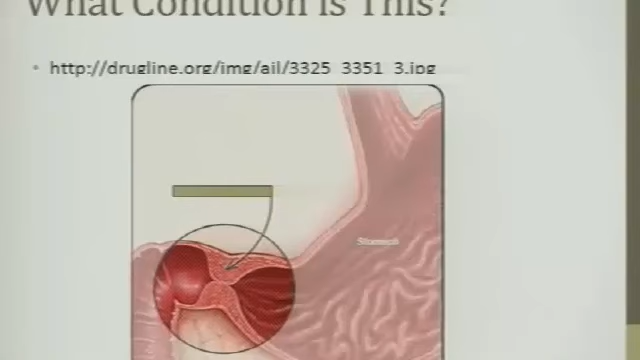 What Condition is This?
http://drugline.org/img/ail/3325_3351_3.jpg
Stomach